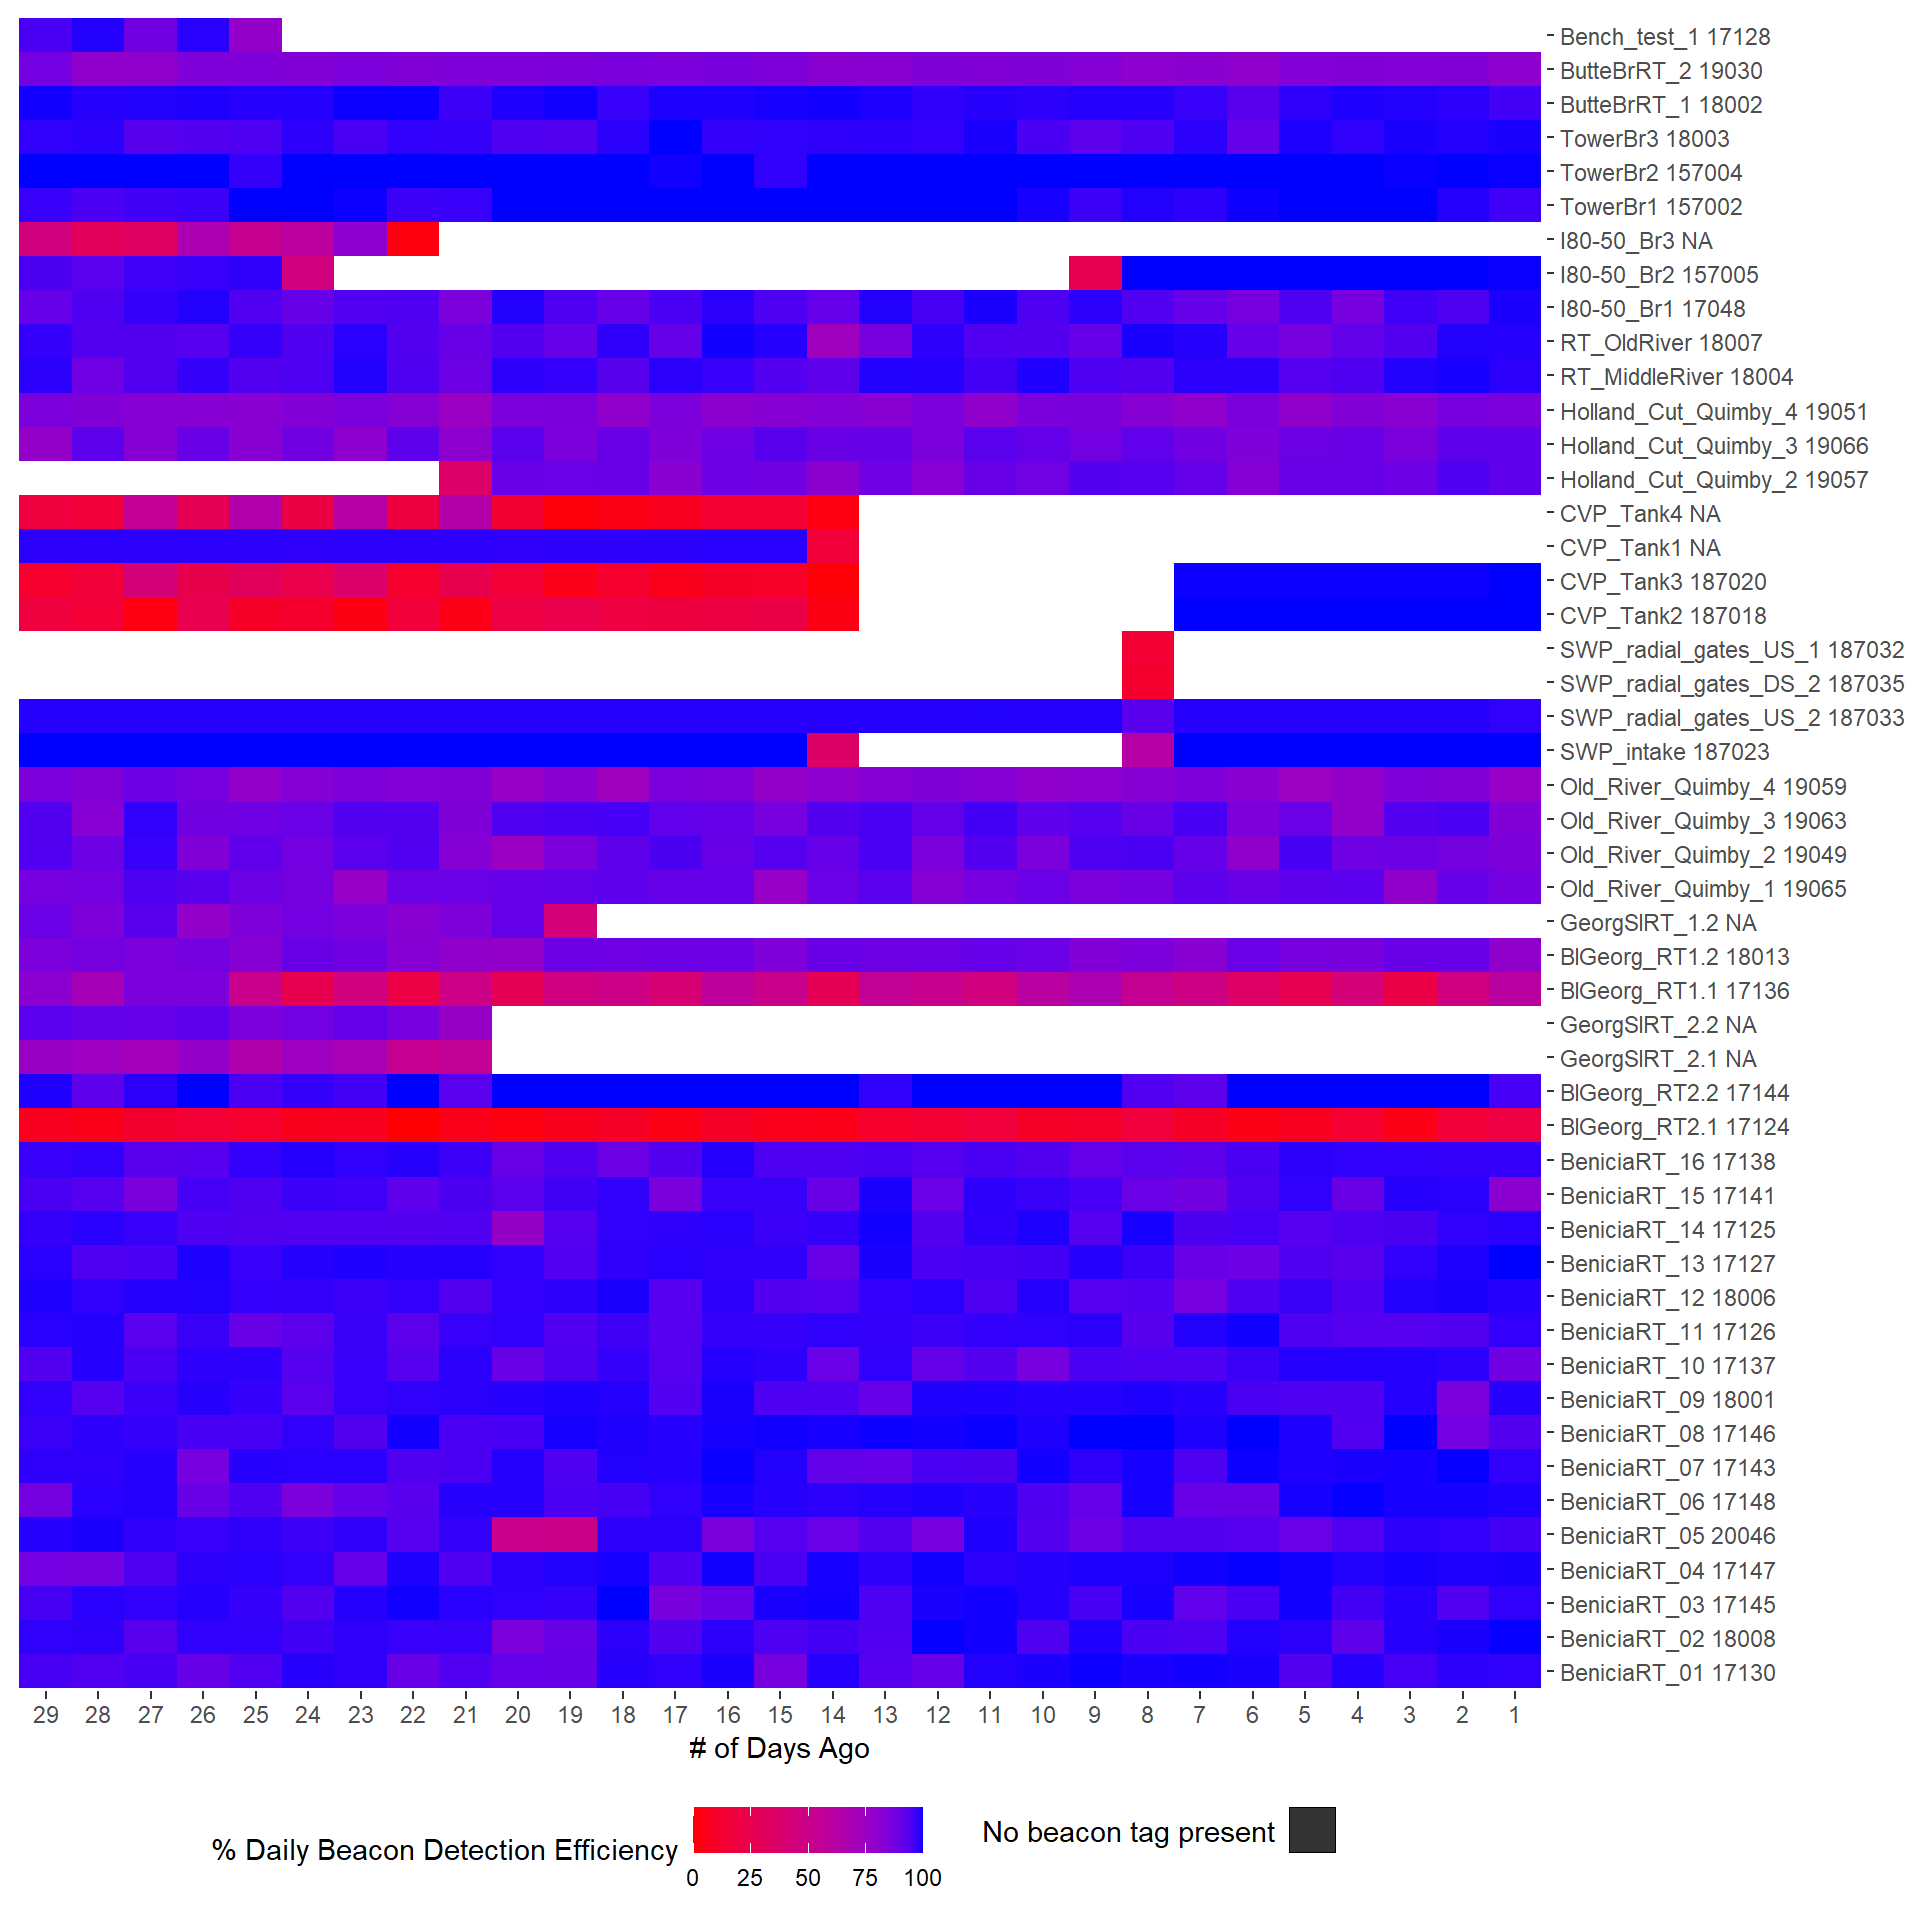 Bench_test_1 17128
ButteBrRT_2 19030
ButteBrRT_1 18002
TowerBr3 18003
TowerBr2 157004
TowerBr1 157002
I80-50_Br3 NA
I80-50_Br2 157005
I80-50_Br1 17048
RT_OldRiver 18007
RT_MiddleRiver 18004
Holland_Cut_Quimby_4 19051
Holland_Cut_Quimby_3 19066
Holland_Cut_Quimby_2 19057
CVP_Tank4 NA
CVP_Tank1 NA
CVP_Tank3 187020
CVP_Tank2 187018
SWP_radial_gates_US_1 187032
SWP_radial_gates_DS_2 187035
SWP_radial_gates_US_2 187033
SWP_intake 187023
Old_River_Quimby_4 19059
Old_River_Quimby_3 19063
Old_River_Quimby_2 19049
Old_River_Quimby_1 19065
GeorgSlRT_1.2 NA
BlGeorg_RT1.2 18013
BlGeorg_RT1.1 17136
GeorgSlRT_2.2 NA
GeorgSlRT_2.1 NA
BlGeorg_RT2.2 17144
BlGeorg_RT2.1 17124
BeniciaRT_16 17138
BeniciaRT_15 17141
BeniciaRT_14 17125
BeniciaRT_13 17127
BeniciaRT_12 18006
BeniciaRT_11 17126
BeniciaRT_10 17137
BeniciaRT_09 18001
BeniciaRT_08 17146
BeniciaRT_07 17143
BeniciaRT_06 17148
BeniciaRT_05 20046
BeniciaRT_04 17147
BeniciaRT_03 17145
BeniciaRT_02 18008
BeniciaRT_01 17130
29 28 27 26 25 24 23 22 21 20 19 18 17 16 15 14 13 12 11 10 9 8 7 6 5 4 3 2 1
# of Days Ago
% Daily Beacon Detection Efficiency
0 25 50 75 100
No beacon tag present